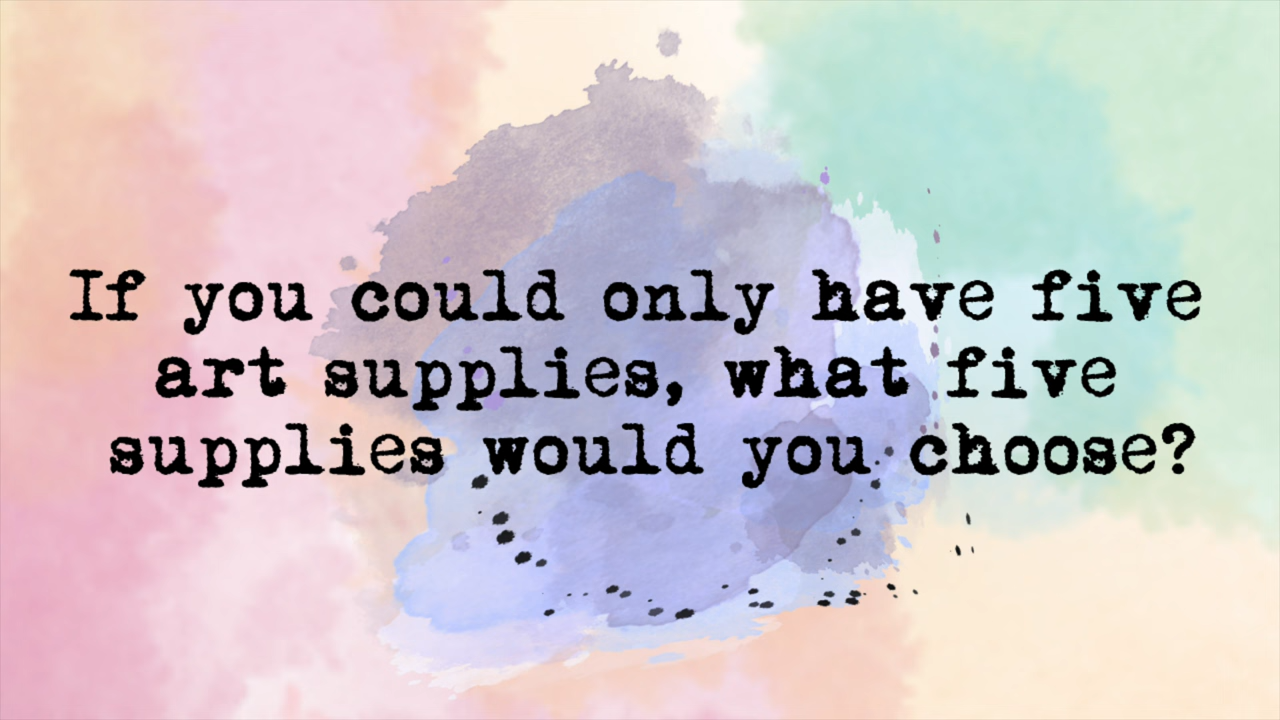 If you could only have five
art supplies, what five
supplies would you choose?